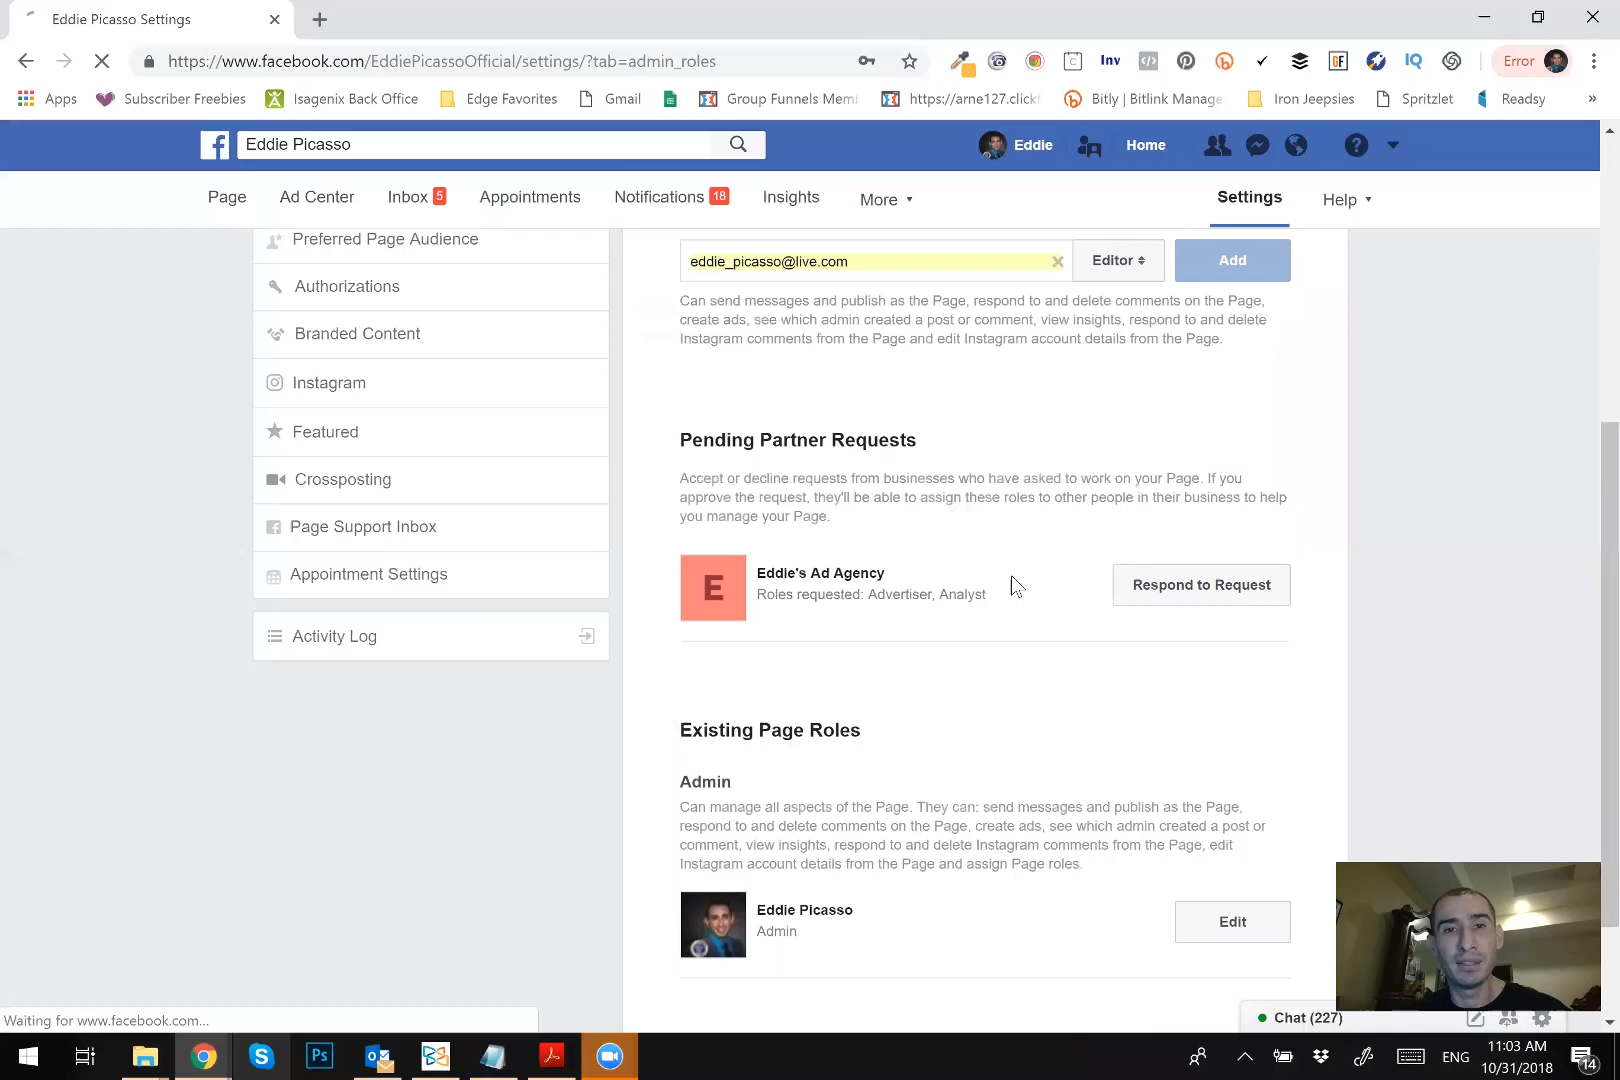 Eddie Picasso Settings
https://www.facebook.com/EddiePicassoOfficial/settings/?tab=admin_roles
Inv
IQ
Error
Apps
Subscriber Freebies
Isagenix Back Office
Edge Favorites
Gmail
Group Funnels Mem
https://arne127.clickf
Bitly | Bitlink Manage
Iron Jeepsies
Spritzlet
Readsy
»
Eddie Picasso
Eddie
Home
Page
Ad Center
Inbox 5
Appointments
Notifications 18
Insights
More
Settings
Help
Preferred Page Audience
Authorizations
Branded Content
Instagram
Featured
Crossposting
Page Support Inbox
Appointment Settings
Activity Log
eddie_picasso@live.com
Editor
Add
Can send messages and publish as the Page, respond to and delete comments on the Page,
create ads, see which admin created a post or comment, view insights, respond to and delete
Instagram comments from the Page and edit Instagram account details from the Page.
Pending Partner Requests
Accept or decline requests from businesses who have asked to work on your Page. If you
approve the request, they'll be able to assign these roles to other people in their business to help
you manage your Page.
E
Eddie's Ad Agency
Roles requested: Advertiser, Analyst
Respond to Request
Existing Page Roles
Admin
Can manage all aspects of the Page. They can: send messages and publish as the Page,
respond to and delete comments on the Page, create ads, see which admin created a post or
comment, view insights, respond to and delete Instagram comments from the Page, edit
Instagram account details from the Page and assign Page roles.
Eddie Picasso
Admin
Edit
Chat (227)
Waiting for www.facebook.com...
Ps
ENG
11:03 AM
10/31/2018
14